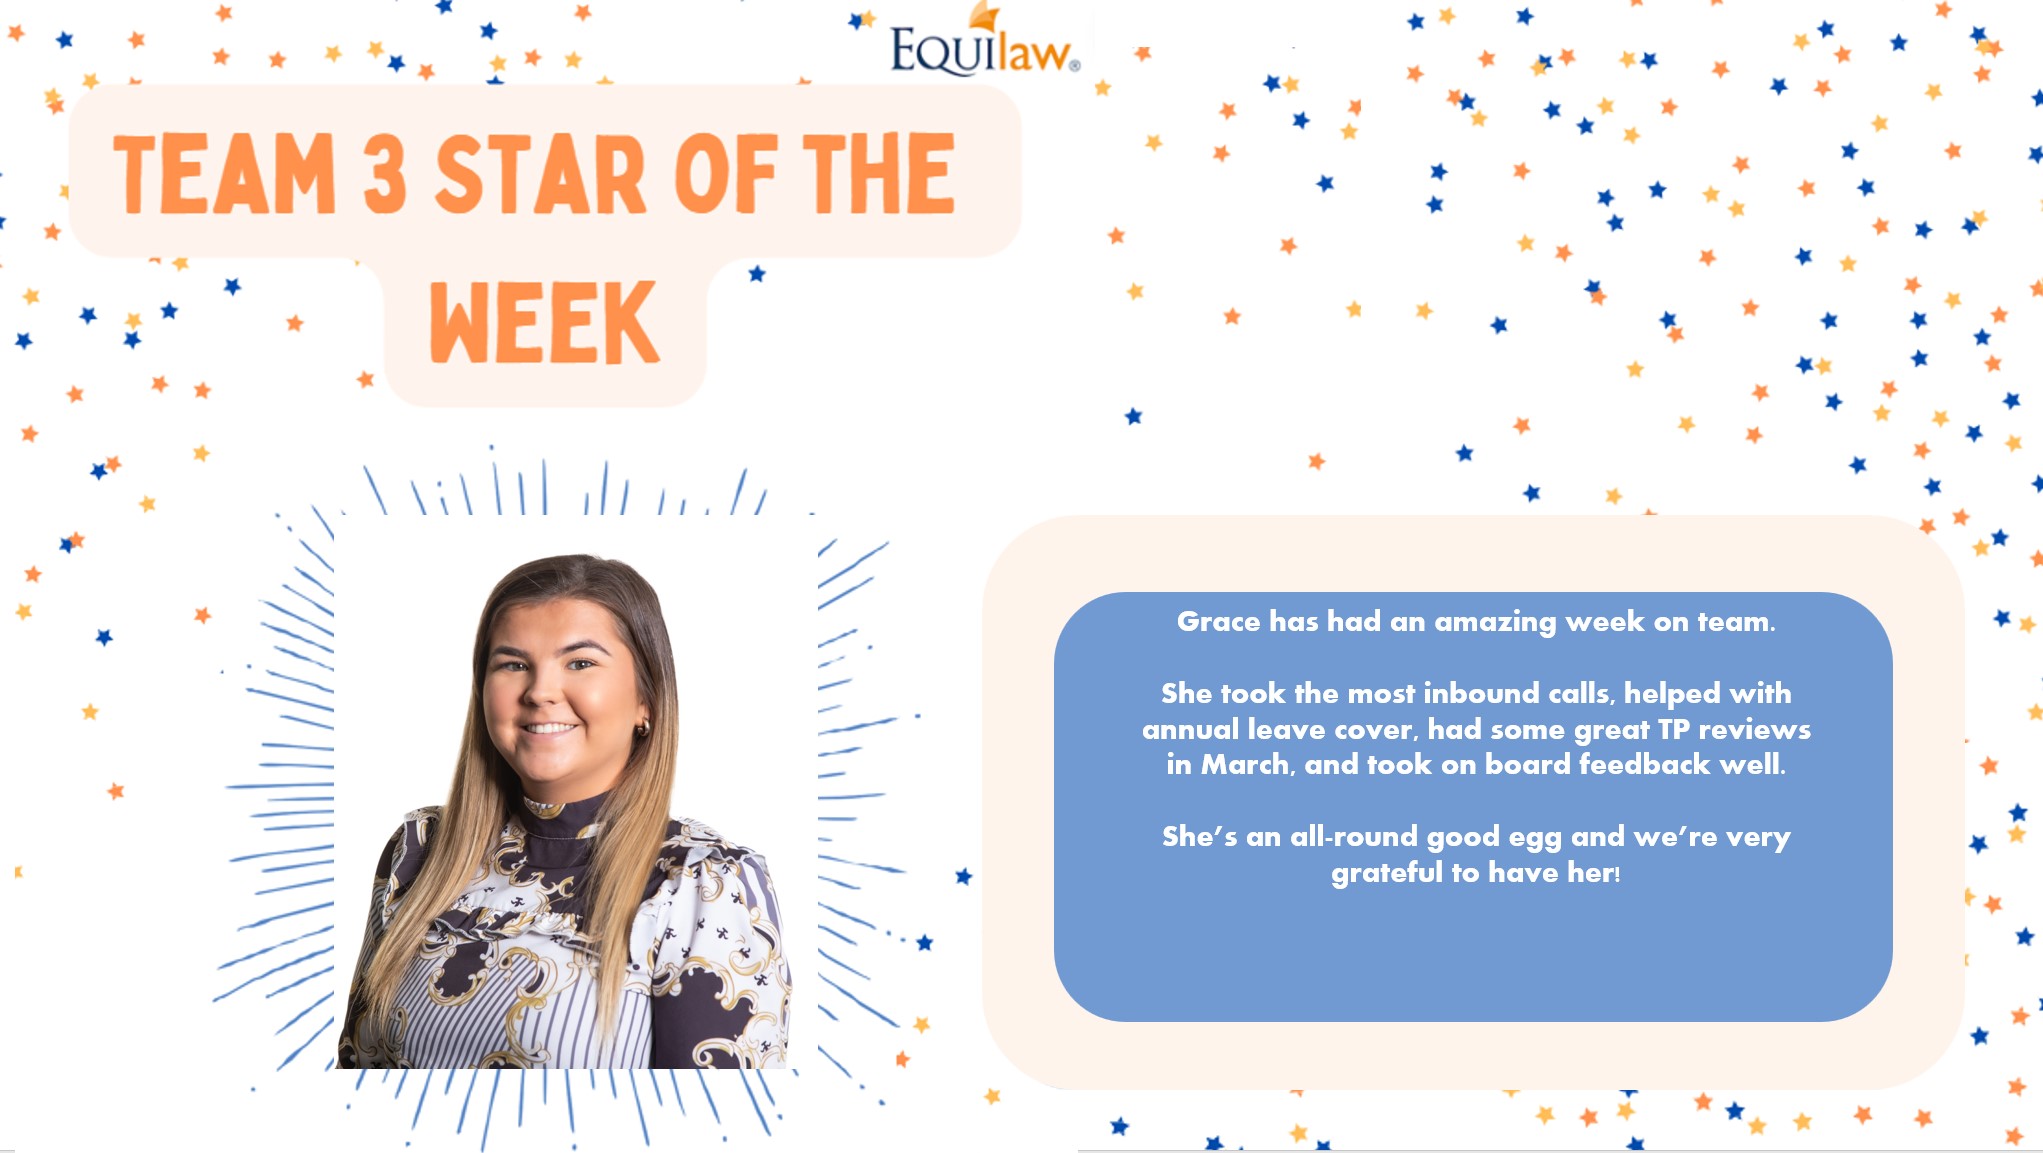 EQUIlaw®
TEAM 3 STAR OF THE
WEEK
Grace has had an amazing week on team.
She took the most inbound calls, helped with
annual leave cover, had some great TP reviews
in March, and took on board feedback well.
She’s an all-round good egg and we’re very
grateful to have her!